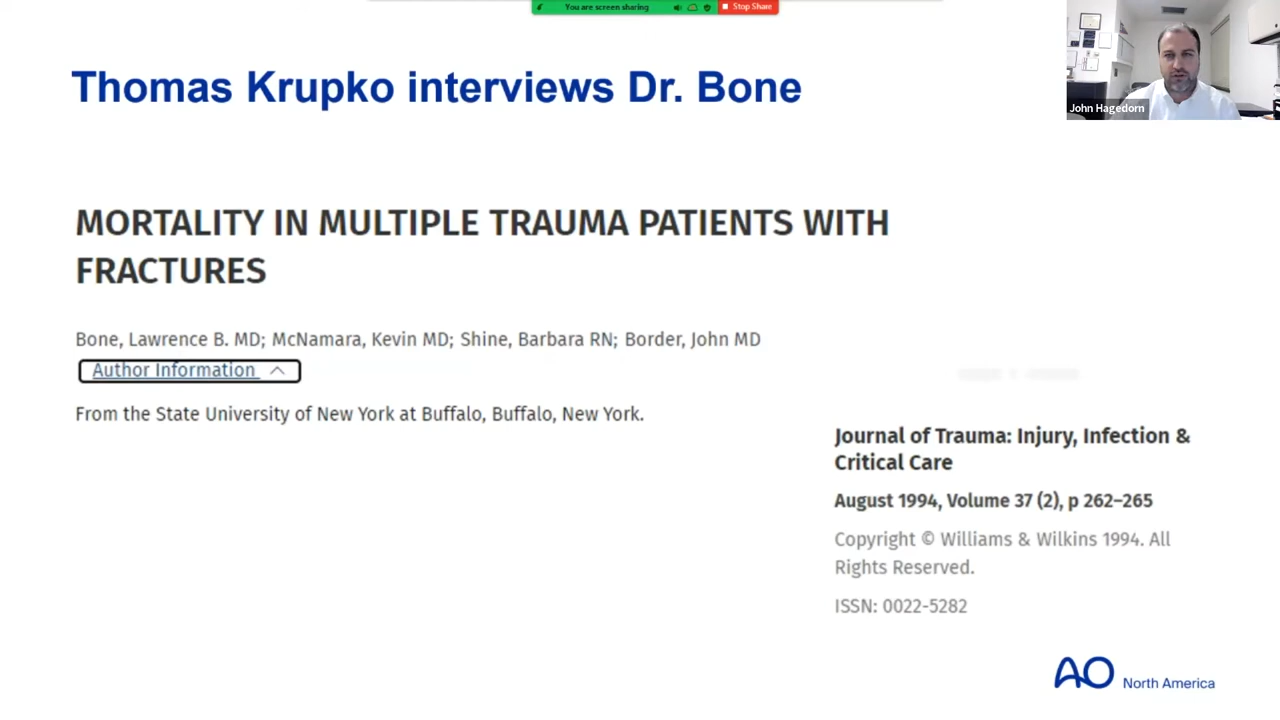 You are screen sharing
Stop Share
Thomas Krupko interviews Dr. Bone
John Hagedorn
MORTALITY IN MULTIPLE TRAUMA PATIENTS WITH
FRACTURES
Bone, Lawrence B. MD; McNamara, Kevin MD; Shine, Barbara RN; Border, John MD
Author Information
From the State University of New York at Buffalo, Buffalo, New York.
Journal of Trauma: Injury, Infection &
Critical Care
August 1994, Volume 37 (2), p 262–265
Copyright © Williams & Wilkins 1994. All
Rights Reserved.
ISSN: 0022-5282
AO North America